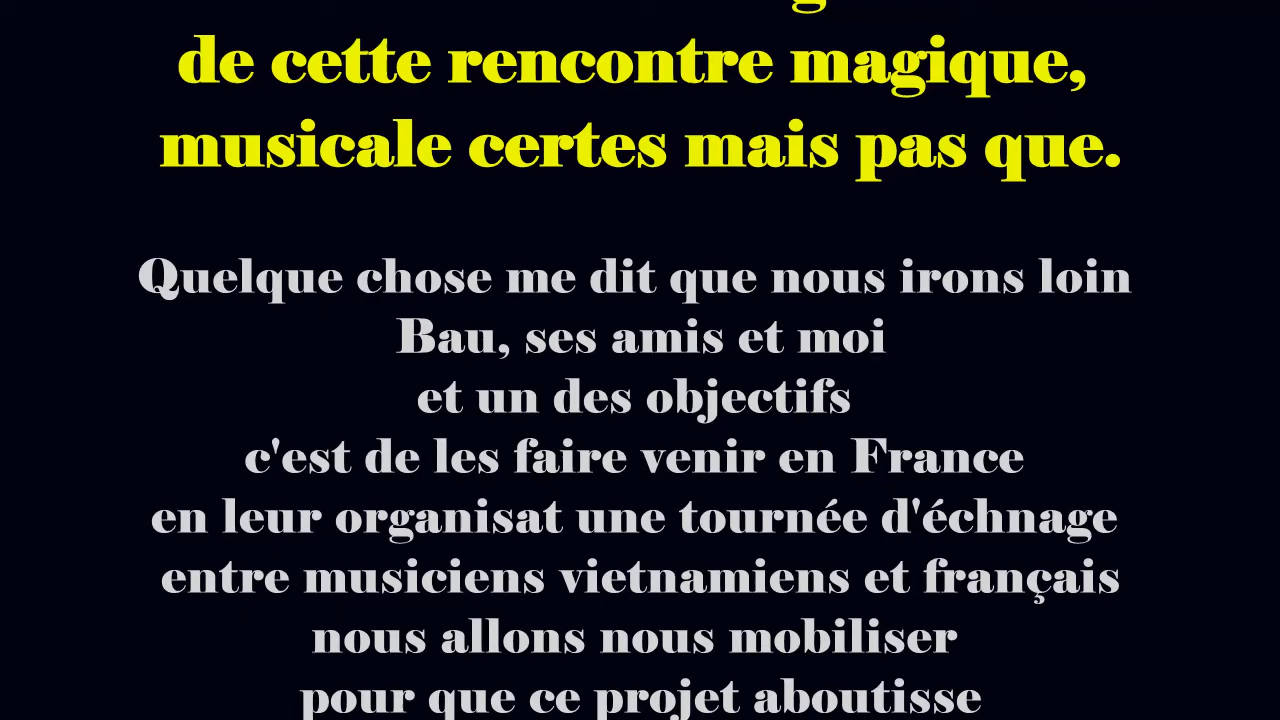 de cette rencontre magique,
musicale certes mais pas que.
Quelque chose me dit que nous irons loin
Bau, ses amis et moi
et un des objectifs
c'est de les faire venir en France
en leur organisat une tournée d'échnage
entre musiciens vietnamiens et français
nous allons nous mobiliser
pour que ce projet aboutisse